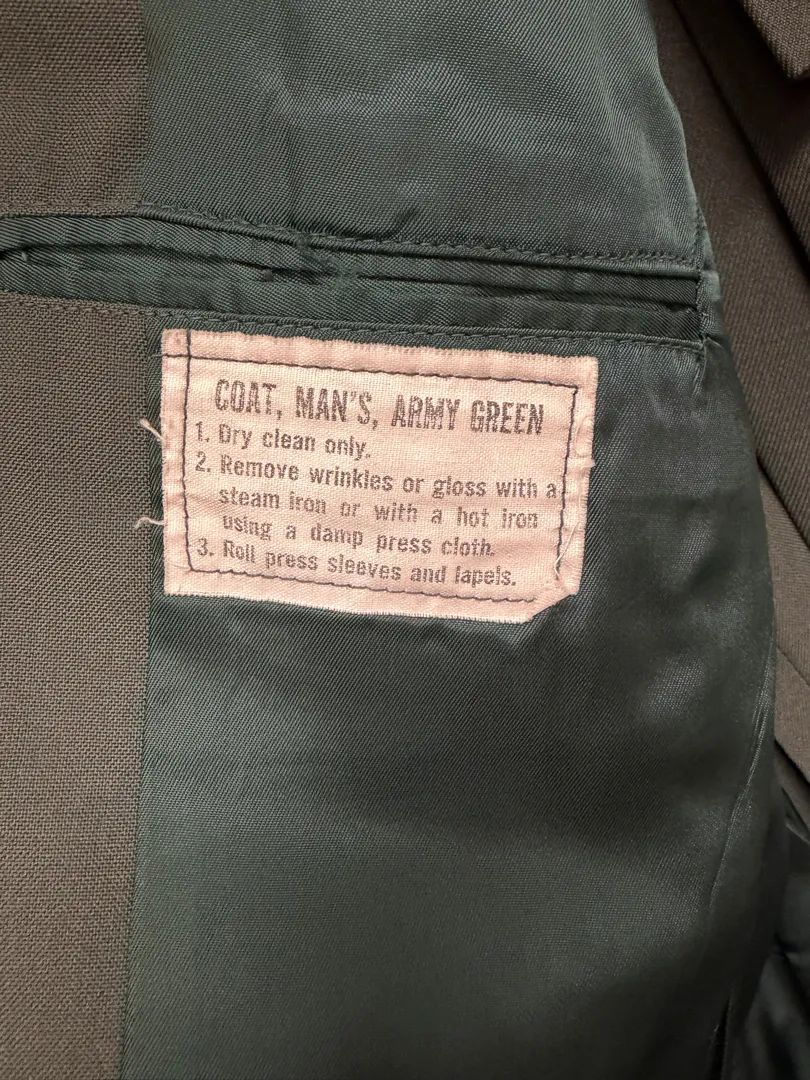 COAT, MAN'S, ARMY GREEN
1. Dry clean only.
2. Remove wrinkles or gloss with a
steam iron or with a hot iron
using a damp press cloth.
3. Roll press sleeves and lapels.